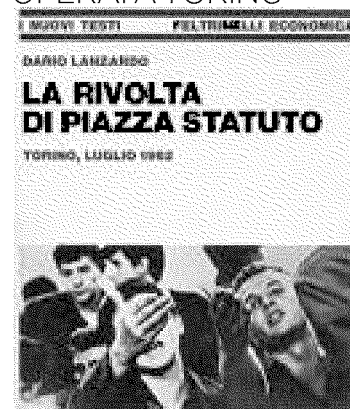 OPERAIA TORINO
I NUOVI TESTI FELTRINELLI ECONOMICA
DARIO LANZARDO
LA RIVOLTA
DI PIAZZA STATUTO
TORINO, LUGLIO 1962